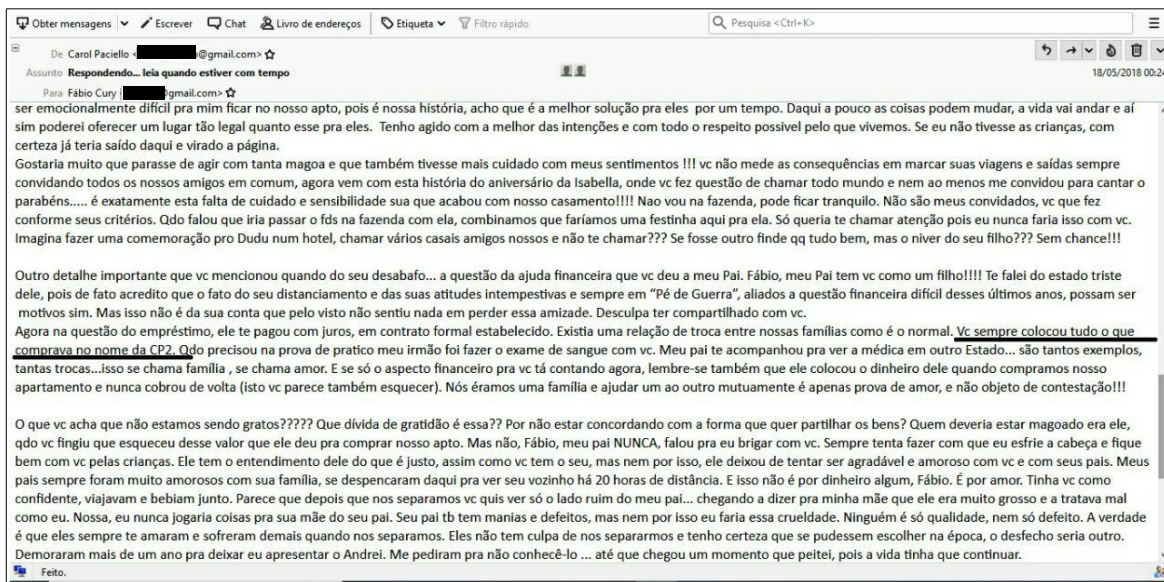 Obter mensagens Escrever Chat Livro de endereços Etiqueta Filtro rápido Pesquisa <Ctrl+K>
De Carol Paciello < @gmail.com>
Assunto Respondendo... leia quando estiver com tempo 18/05/2018 00:24
Para Fábio Cury < @gmail.com>
ser emocionalmente difícil pra mim ficar no nosso apto, pois é nossa história, acho que é a melhor solução pra eles por um tempo. Daqui a pouco as coisas podem mudar, a vida vai andar e aí
sim poderei oferecer um lugar tão legal quanto esse pra eles. Tenho agido com a melhor das intenções e com todo o respeito possivel pelo que vivemos. Se eu não tivesse as crianças, com
certeza já teria saído daqui e virado a página.
Gostaria muito que parasse de agir com tanta magoa e que também tivesse mais cuidado com meus sentimentos !!! vc não mede as consequências em marcar suas viagens e saídas sempre
convidando todos os nossos amigos em comum, agora vem com esta história do aniversário da Isabella, onde vc fez questão de chamar todo mundo e nem ao menos me convidou para cantar o
parabéns..... é exatamente esta falta de cuidado e sensibilidade sua que acabou com nosso casamento!!!! Nao vou na fazenda, pode ficar tranquilo. Não são meus convidados, vc que fez
conforme seus critérios. Qdo falou que iria passar o fds na fazenda com ela, combinamos que faríamos uma festinha aqui pra ela. Só queria te chamar atenção pois eu nunca faria isso com vc.
Imagina fazer uma comemoração pro Dudu num hotel, chamar vários casais amigos nossos e não te chamar??? Se fosse outro finde qq tudo bem, mas o niver do seu filho??? Sem chance!!!
Outro detalhe importante que vc mencionou quando do seu desabafo... a questão da ajuda financeira que vc deu a meu Pai. Fábio, meu Pai tem vc como um filho!!!! Te falei do estado triste
dele, pois de fato acredito que o fato do seu distanciamento e das suas atitudes intempestivas e sempre em “Pé de Guerra”, aliados a questão financeira difícil desses últimos anos, possam ser
motivos sim. Mas isso não é da sua conta que pelo visto não sentiu nada em perder essa amizade. Desculpa ter compartilhado com vc.
Agora na questão do empréstimo, ele te pagou com juros, em contrato formal estabelecido. Existia uma relação de troca entre nossas famílias como é o normal. Vc sempre colocou tudo o que
comprava no nome da CP2. Qdo precisou na prova de pratico meu irmão foi fazer o exame de sangue com vc. Meu pai te acompanhou pra ver a médica em outro Estado... são tantos exemplos,
tantas trocas...isso se chama família , se chama amor. E se só o aspecto financeiro pra vc tá contando agora, lembre-se também que ele colocou o dinheiro dele quando compramos nosso
apartamento e nunca cobrou de volta (isto vc parece também esquecer). Nós éramos uma família e ajudar um ao outro mutuamente é apenas prova de amor, e não objeto de contestação!!!
O que vc acha que não estamos sendo gratos????? Que dívida de gratidão é essa?? Por não estar concordando com a forma que quer partilhar os bens? Quem deveria estar magoado era ele,
qdo vc fingiu que esqueceu desse valor que ele deu pra comprar nosso apto. Mas não, Fábio, meu pai NUNCA, falou pra eu brigar com vc. Sempre tenta fazer com que eu esfrie a cabeça e fique
bem com vc pelas crianças. Ele tem o entendimento dele do que é justo, assim como vc tem o seu, mas nem por isso, ele deixou de tentar ser agradável e amoroso com vc e com seus pais. Meus
pais sempre foram muito amorosos com sua família, se despencaram daqui pra ver seu vozinho há 20 horas de distância. E isso não é por dinheiro algum, Fábio. É por amor. Tinha vc como
confidente, viajavam e bebiam junto. Parece que depois que nos separamos vc quis ver só o lado ruim do meu pai... chegando a dizer pra minha mãe que ele era muito grosso e a tratava mal
como eu. Nossa, eu nunca jogaria coisas pra sua mãe do seu pai. Seu pai tb tem manias e defeitos, mas nem por isso eu faria essa crueldade. Ninguém é só qualidade, nem só defeito. A verdade
é que eles sempre te amaram e sofreram demais quando nos separamos. Eles não tem culpa de nos separarmos e tenho certeza que se pudessem escolher na época, o desfecho seria outro.
Demoraram mais de um ano pra deixar eu apresentar o Andrei. Me pediram pra não conhecê-lo ... até que chegou um momento que peitei, pois a vida tinha que continuar.
Feito.